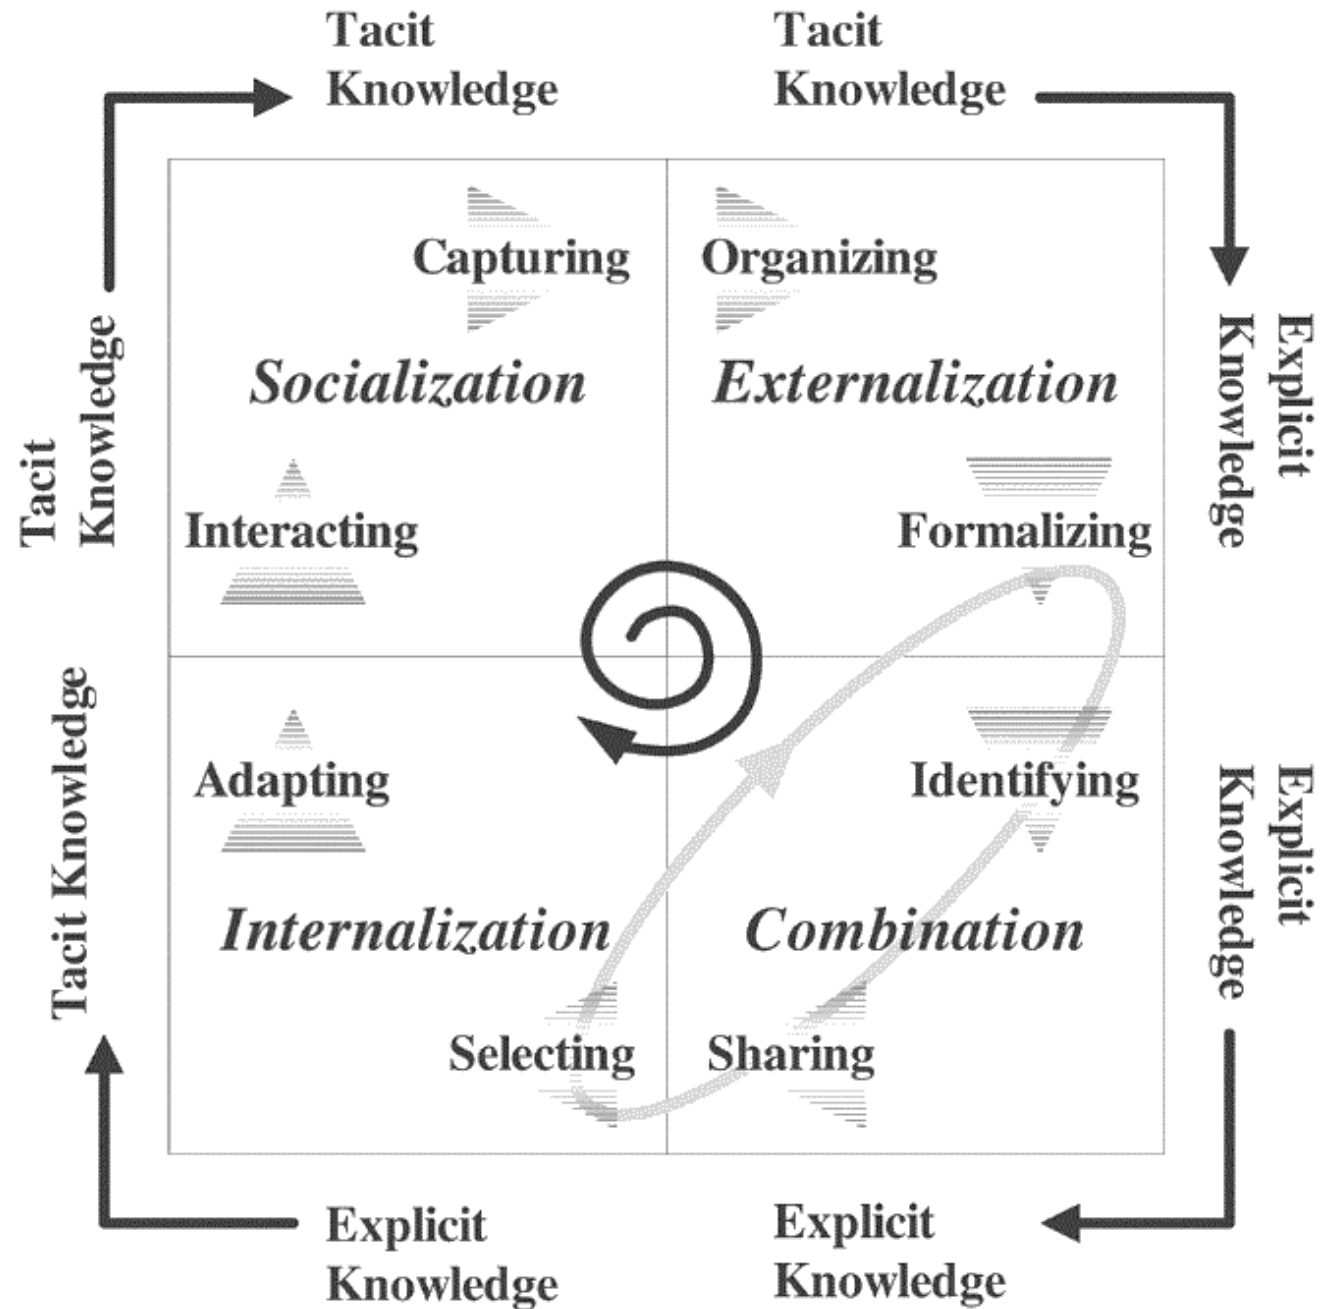 Tacit
Knowledge
Tacit
Knowledge
Tacit
Knowledge
Explicit
Knowledge
Capturing
Organizing
Socialization
Externalization
Interacting
Formalizing
Adapting
Identifying
Internalization
Combination
Selecting
Sharing
Tacit Knowledge
Explicit
Knowledge
Explicit
Knowledge
Explicit
Knowledge